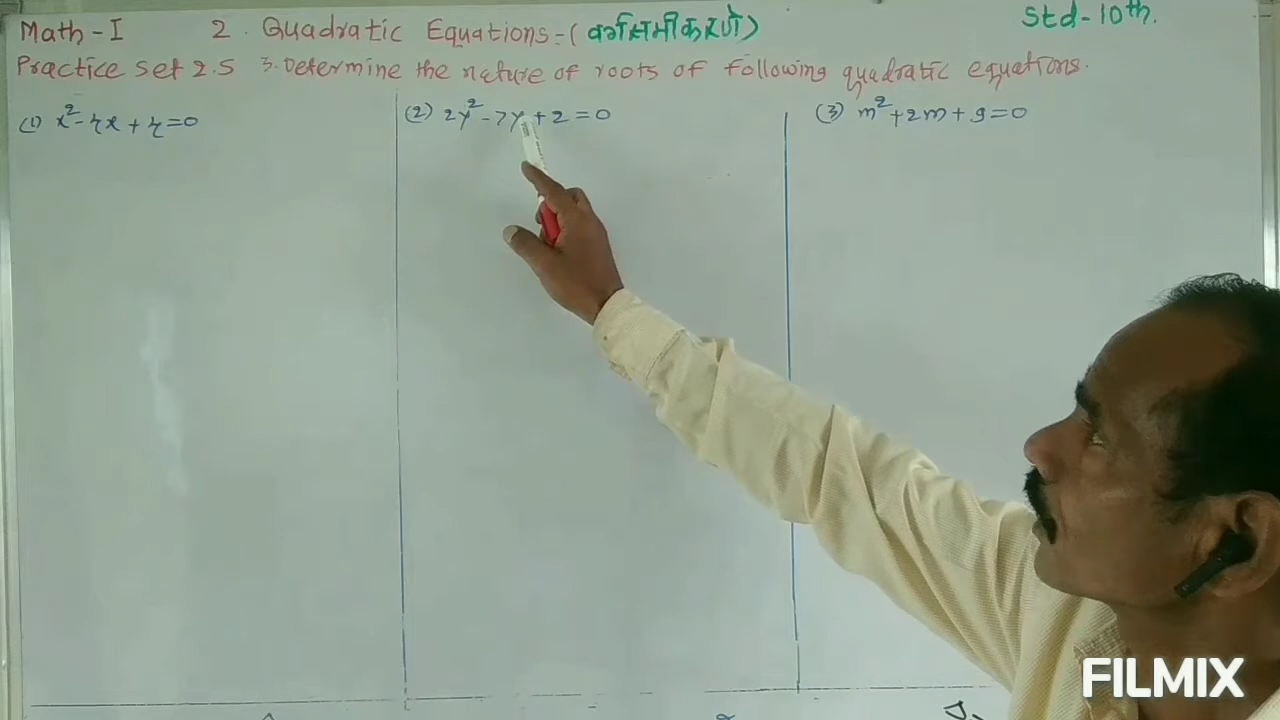 Math-I 2. Quadratic Equations:-(वर्गसमीकरणे) Std-10th.
Practice Set 2.5 3. Determine the nature of roots of following quadratic equations.
(1) x²-4x+4=0
(2) 2y²-7y+2=0
(3) m²+2m+9=0
FILMIX